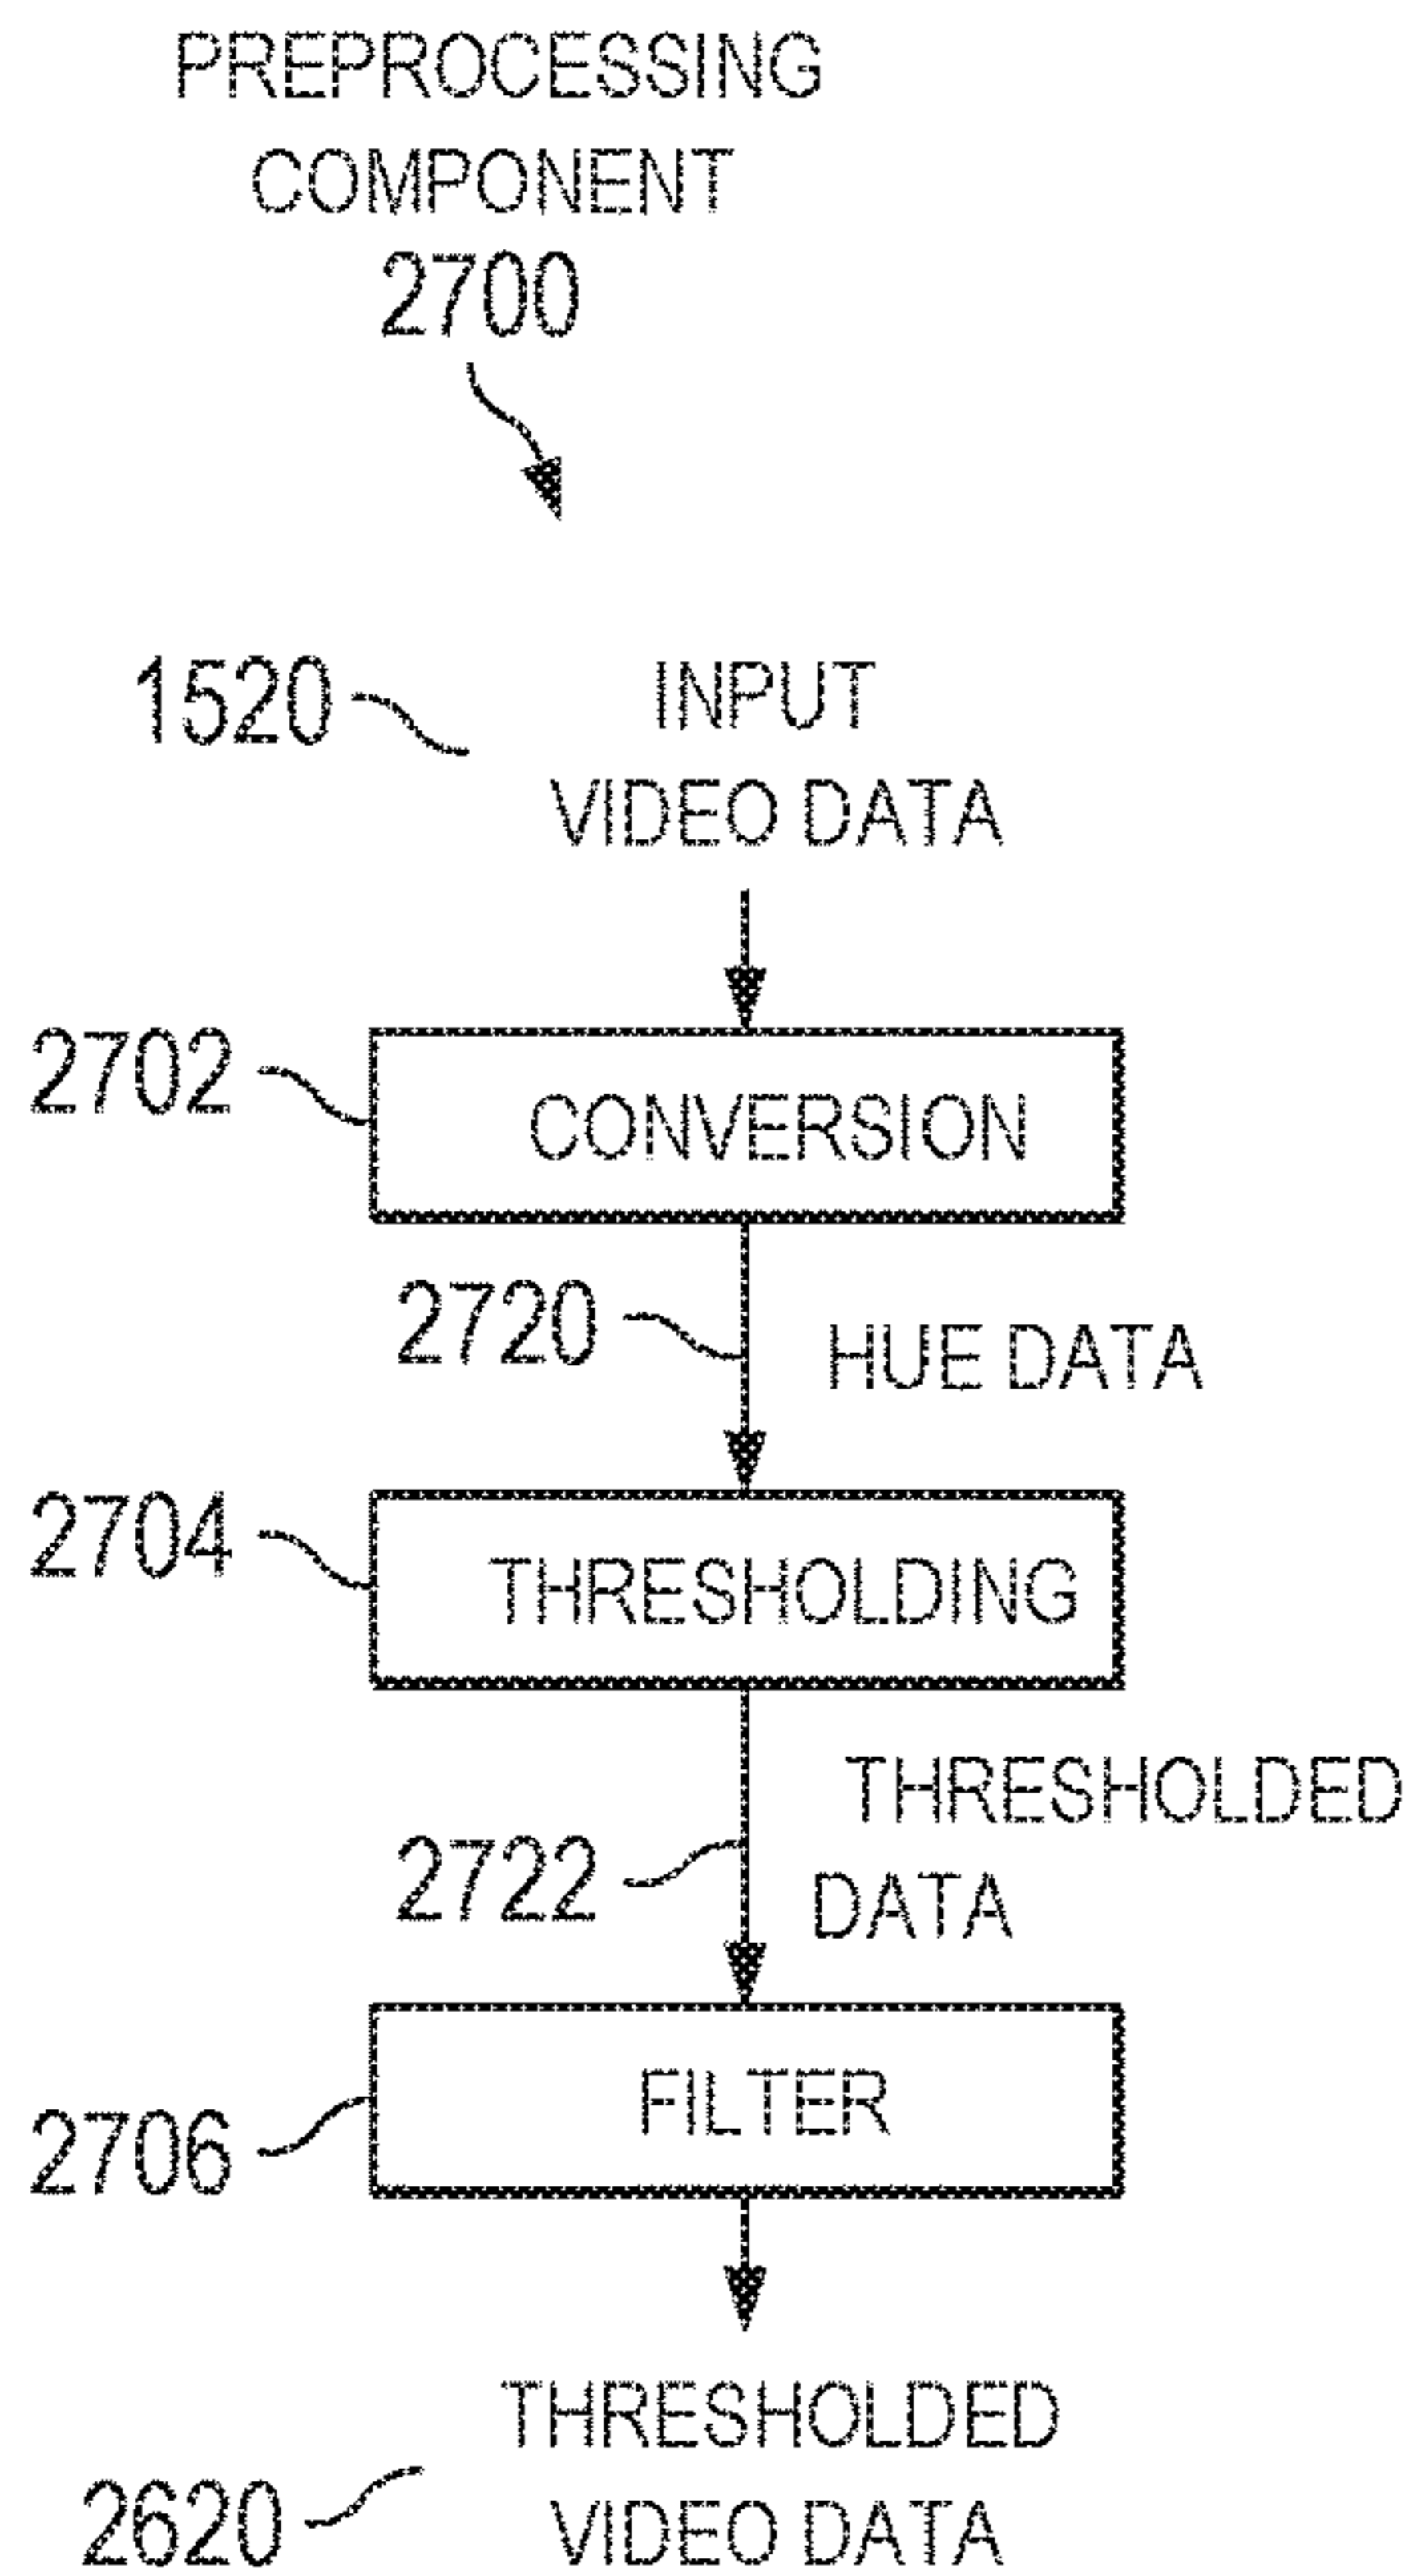 PREPROCESSING
COMPONENT
2700
1520
INPUT
VIDEO DATA
2702
CONVERSION
2720
HUE DATA
2704
THRESHOLDING
THRESHOLDED
2722
DATA
FILTER
2706
THRESHOLDED
2620
VIDEO DATA